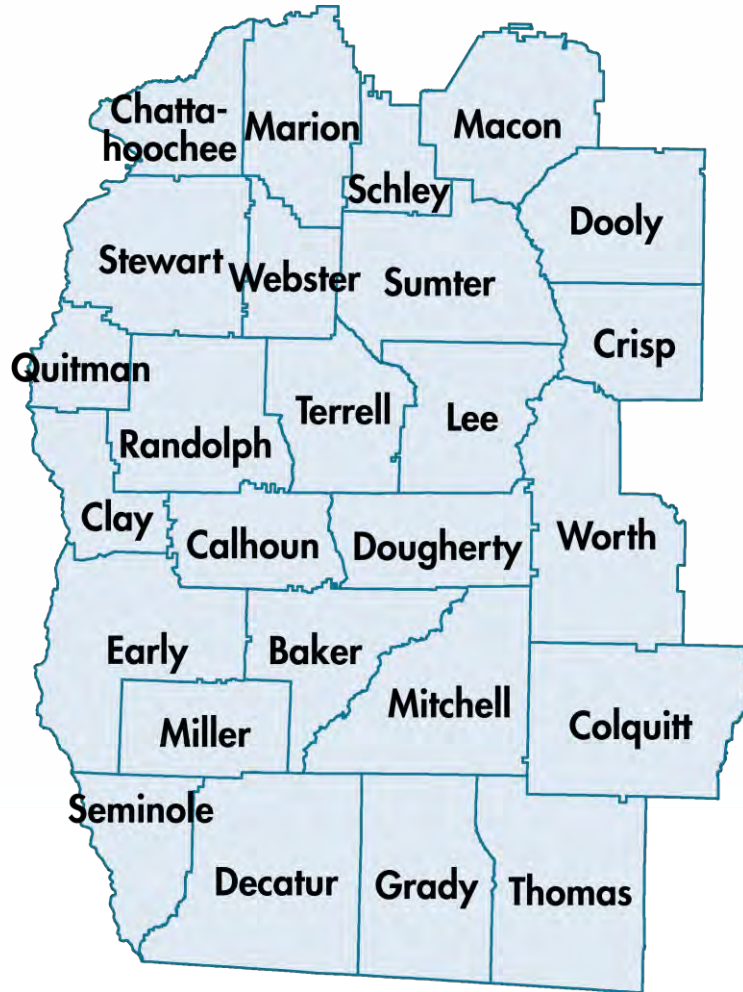 Chatta-
hoochee
Marion
Macon
Schley
Dooly
Stewart
Webster
Sumter
Crisp
Quitman
Randolph
Terrell
Lee
Clay
Calhoun
Dougherty
Worth
Early
Baker
Mitchell
Miller
Colquitt
Seminole
Decatur
Grady
Thomas